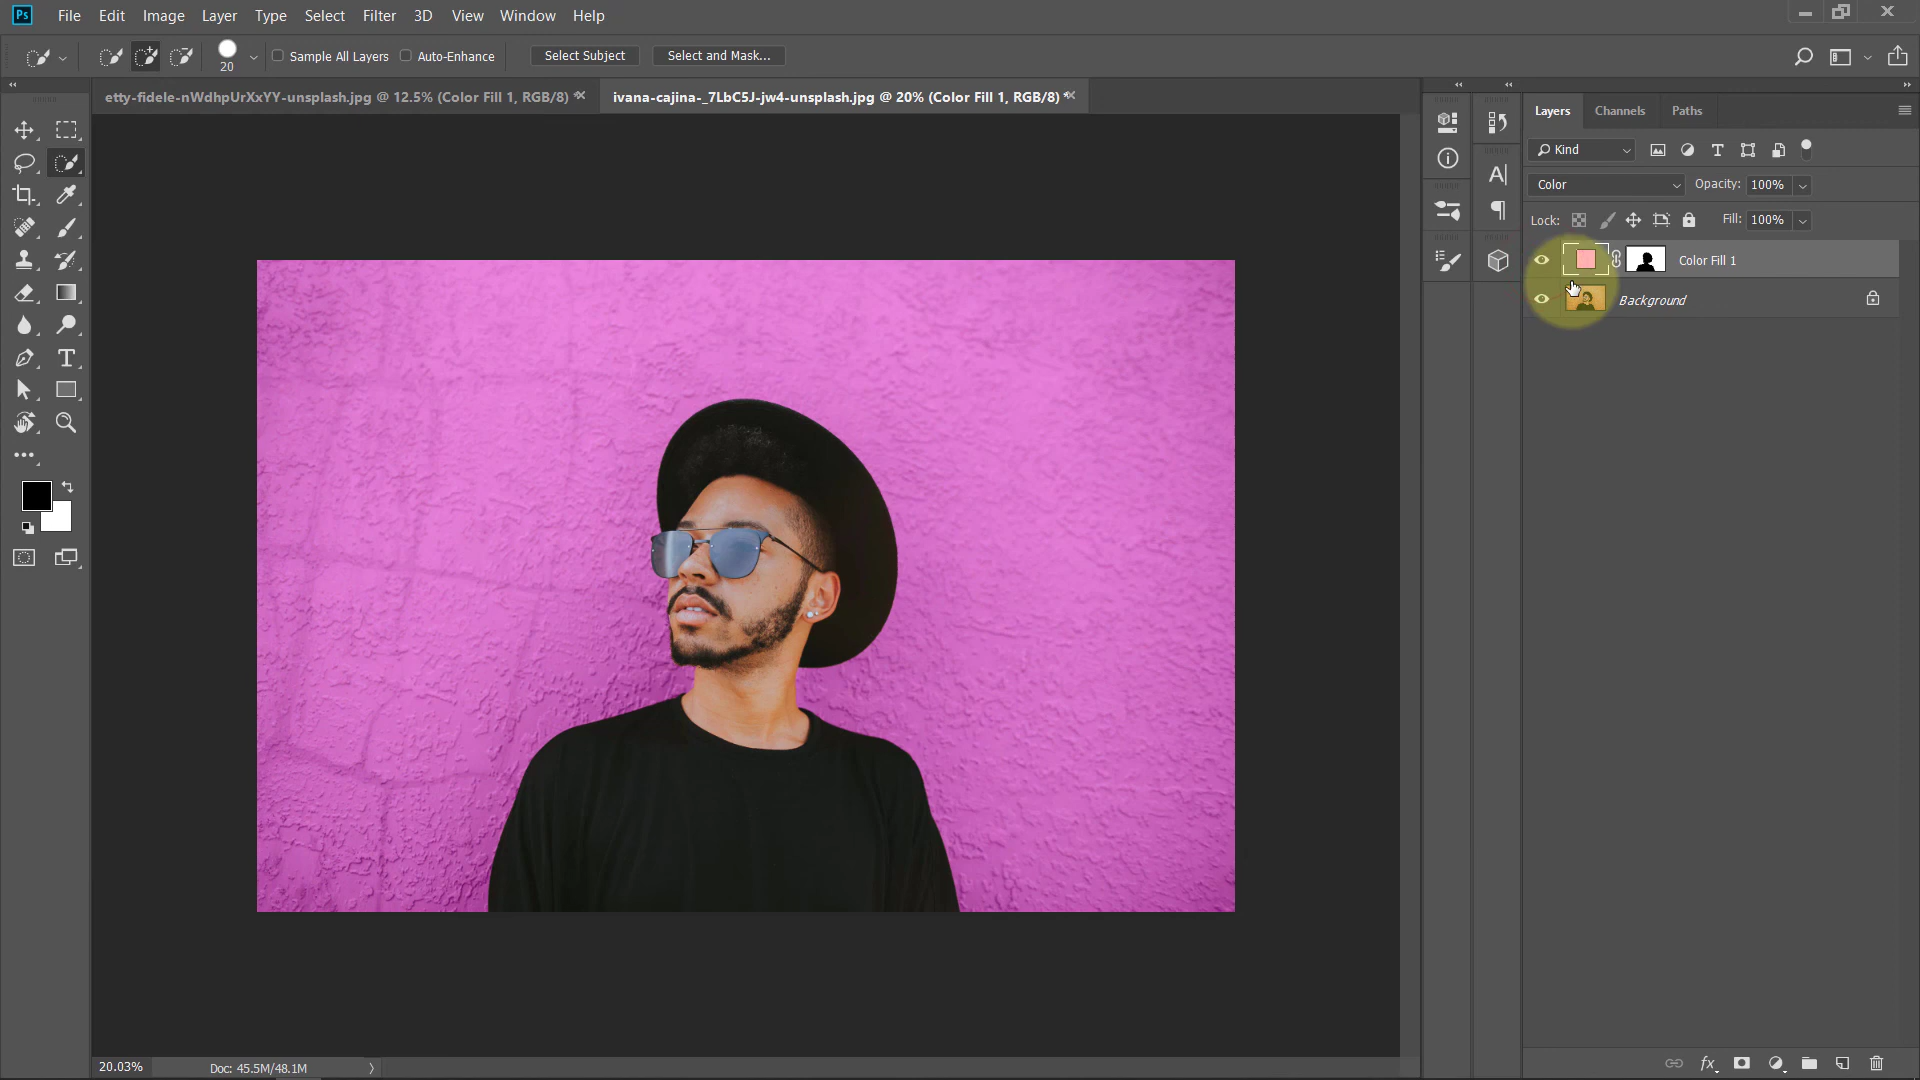 Ps File Edit Image Layer Type Select Filter 3D View Window Help
20 Sample All Layers Auto-Enhance Select Subject Select and Mask...
etty-fidele-nWdhpUrXxYY-unsplash.jpg @ 12.5% (Color Fill 1, RGB/8) * ivana-cajina-_7LbC5J-jw4-unsplash.jpg @ 20% (Color Fill 1, RGB/8) *
Layers Channels Paths
Kind
Color Opacity: 100%
Lock: Fill: 100%
Color Fill 1
Background
20.03% Doc: 45.5M/48.1M